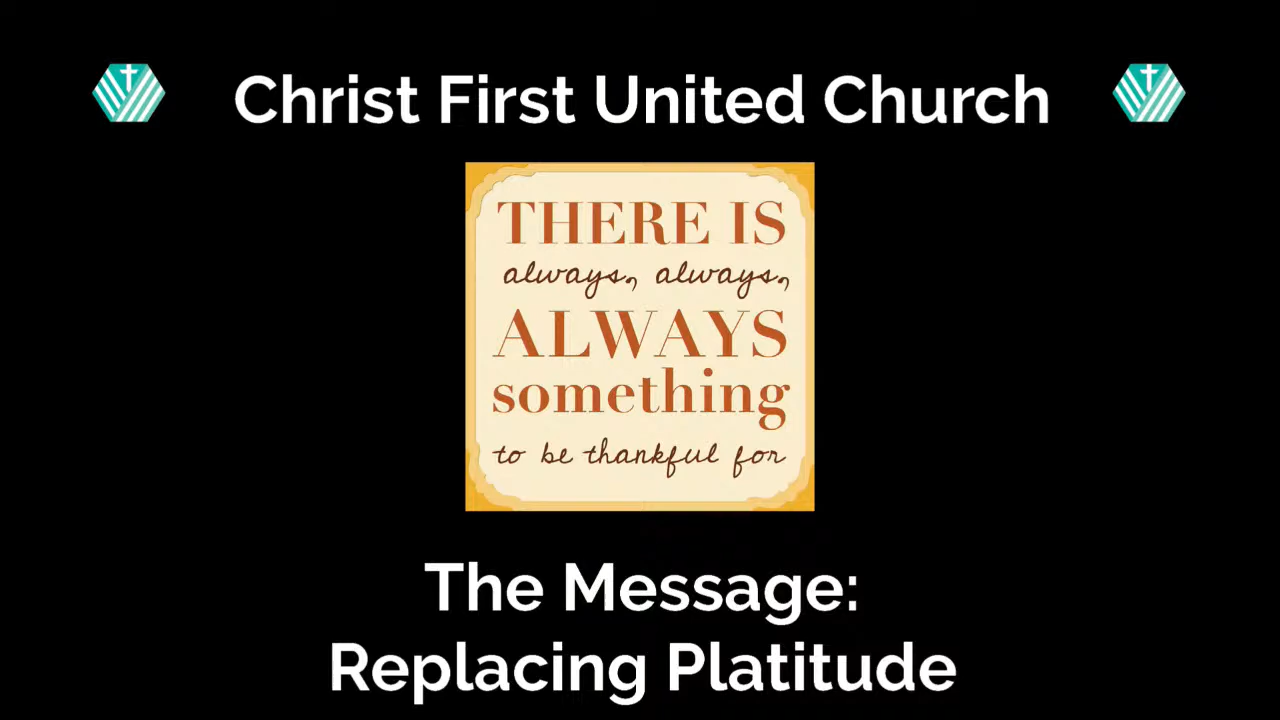 Christ First United Church
THERE IS
always, always,
ALWAYS
something
to be thankful for
The Message:
Replacing Platitude